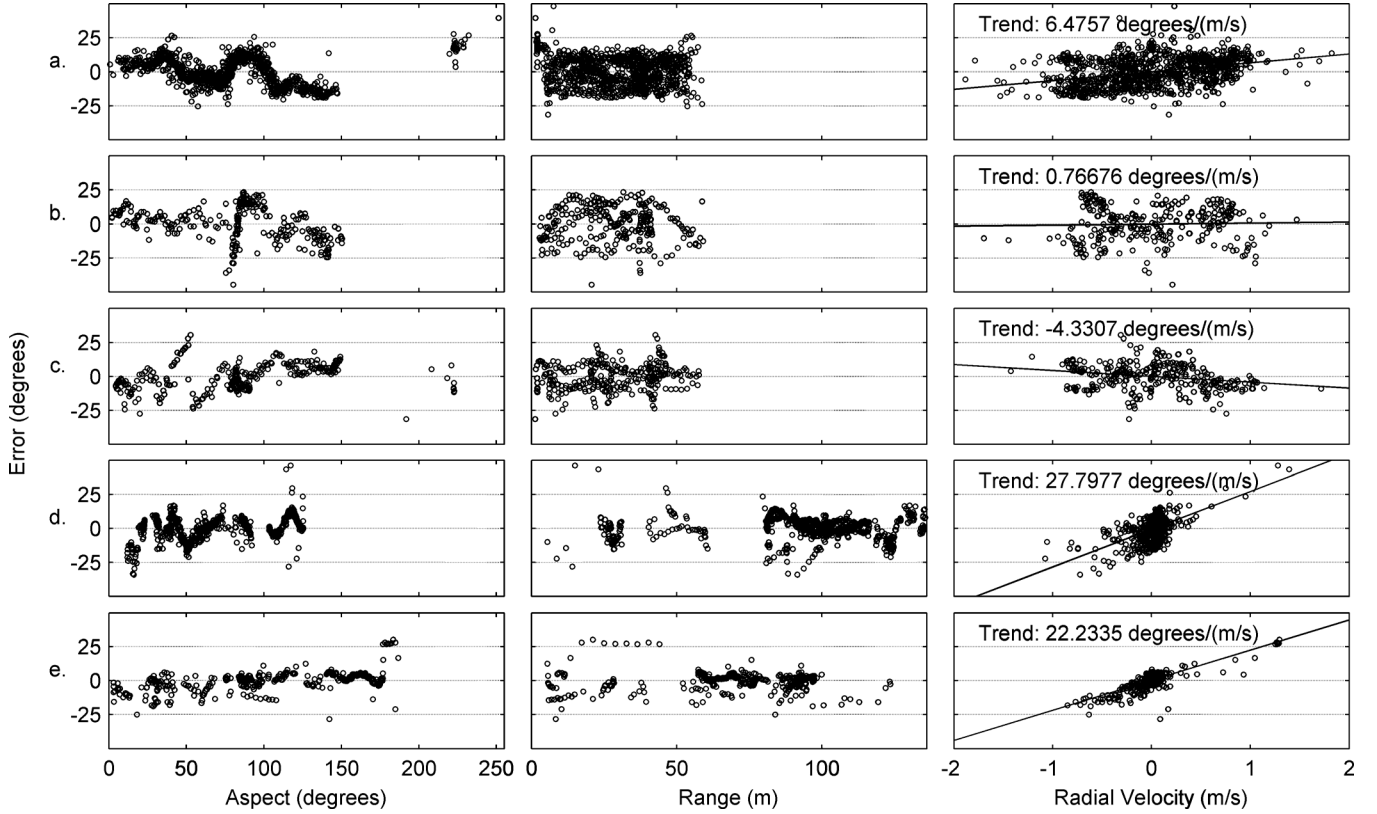 Trend: 6.4757 degrees/(m/s)
a.
25
0
-25
Trend: 0.76676 degrees/(m/s)
b.
25
0
-25
Trend: -4.3307 degrees/(m/s)
c.
25
0
-25
Error (degrees)
Trend: 27.7977 degrees/(m/s)
d.
25
0
-25
Trend: 22.2335 degrees/(m/s)
e.
25
0
-25
0 50 100 150 200 250 0 50 100 -2 -1 0 1 2
Aspect (degrees) Range (m) Radial Velocity (m/s)